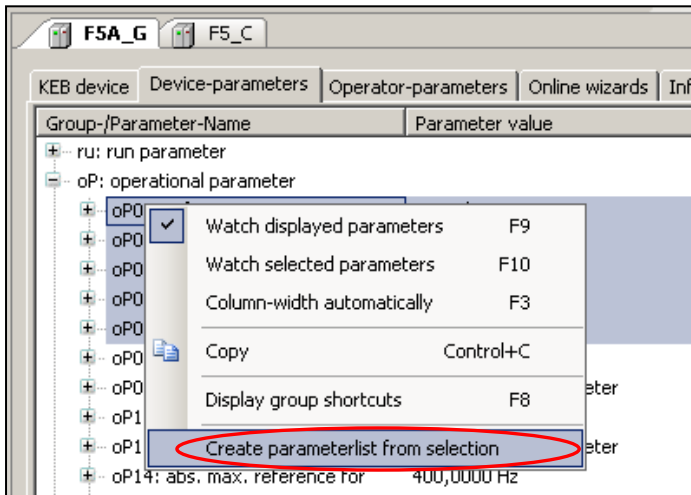 F5A_G F5_C
KEB device Device-parameters Operator-parameters Online wizards Inf
Group-/Parameter-Name Parameter value
ru: run parameter
oP: operational parameter
oP0
Watch displayed parameters F9
oP0
Watch selected parameters F10
oP0
oP0
Column-width automatically F3
oP0
oP0
Copy Control+C
oP0 eter
Display group shortcuts F8
oP1
oP1 eter
Create parameterlist from selection
oP14: abs. max. reference for 400,0000 Hz